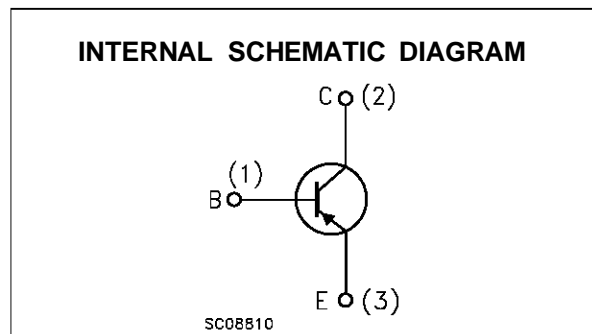 INTERNAL SCHEMATIC DIAGRAM
C (2)
(1)
B
E (3)
SC08810